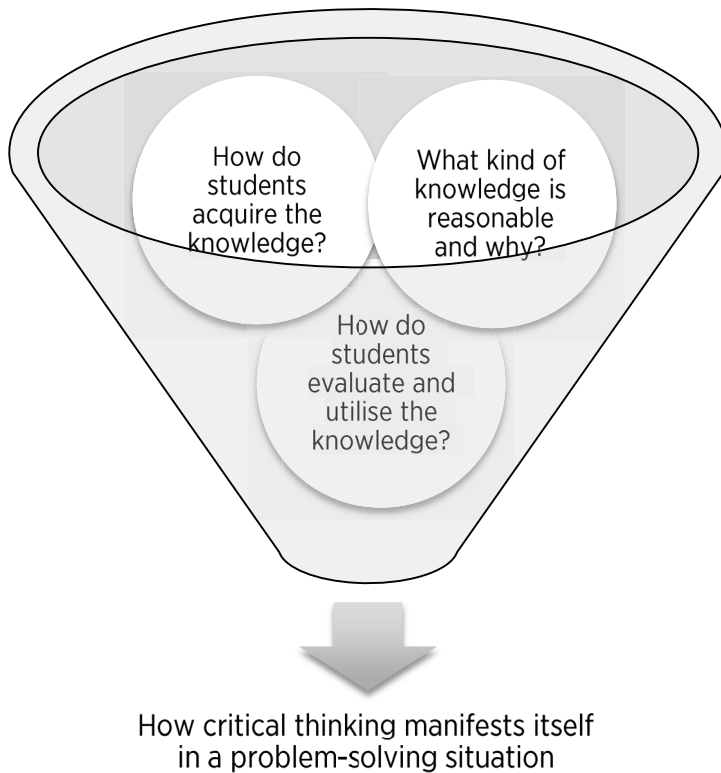 How do
students
acquire the
knowledge?
What kind of
knowledge is
reasonable
and why?
How do
students
evaluate and
utilise the
knowledge?
How critical thinking manifests itself
in a problem-solving situation